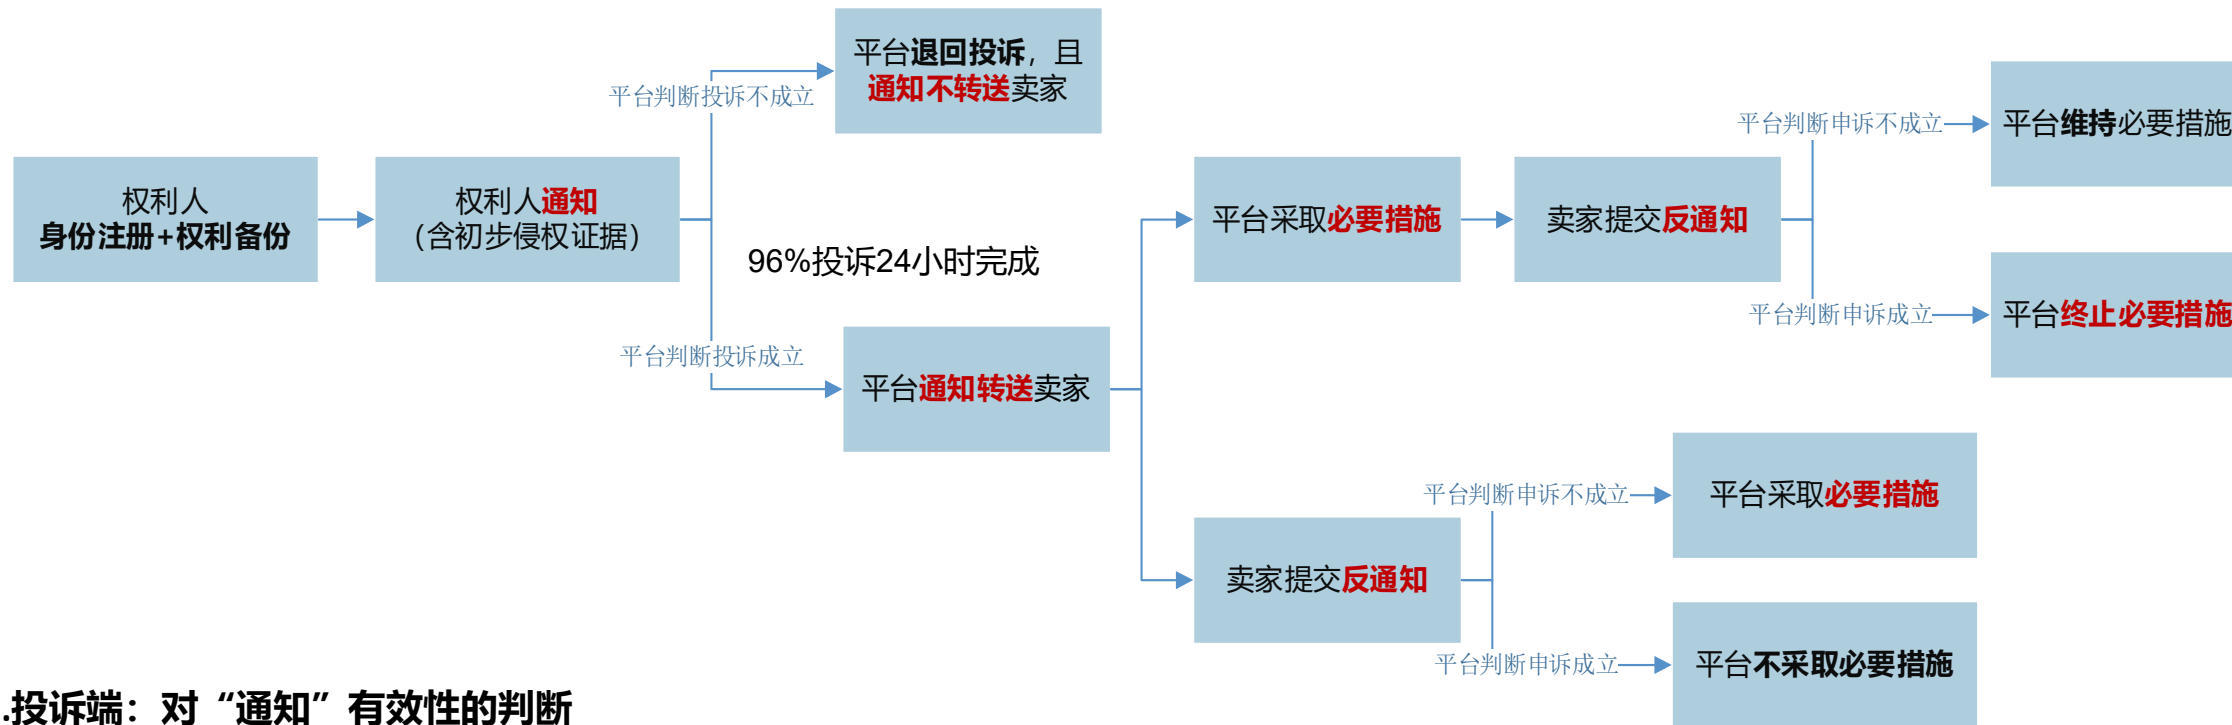 平台退回投诉，且
通知不转送卖家
平台判断投诉不成立
权利人
身份注册+权利备份
权利人通知
（含初步侵权证据）
96%投诉24小时完成
平台判断投诉成立
平台通知转送卖家
平台采取必要措施
卖家提交反通知
平台判断申诉不成立
平台维持必要措施
平台判断申诉成立
平台终止必要措施
卖家提交反通知
平台判断申诉不成立
平台采取必要措施
平台判断申诉成立
平台不采取必要措施
.投诉端：对“通知”有效性的判断